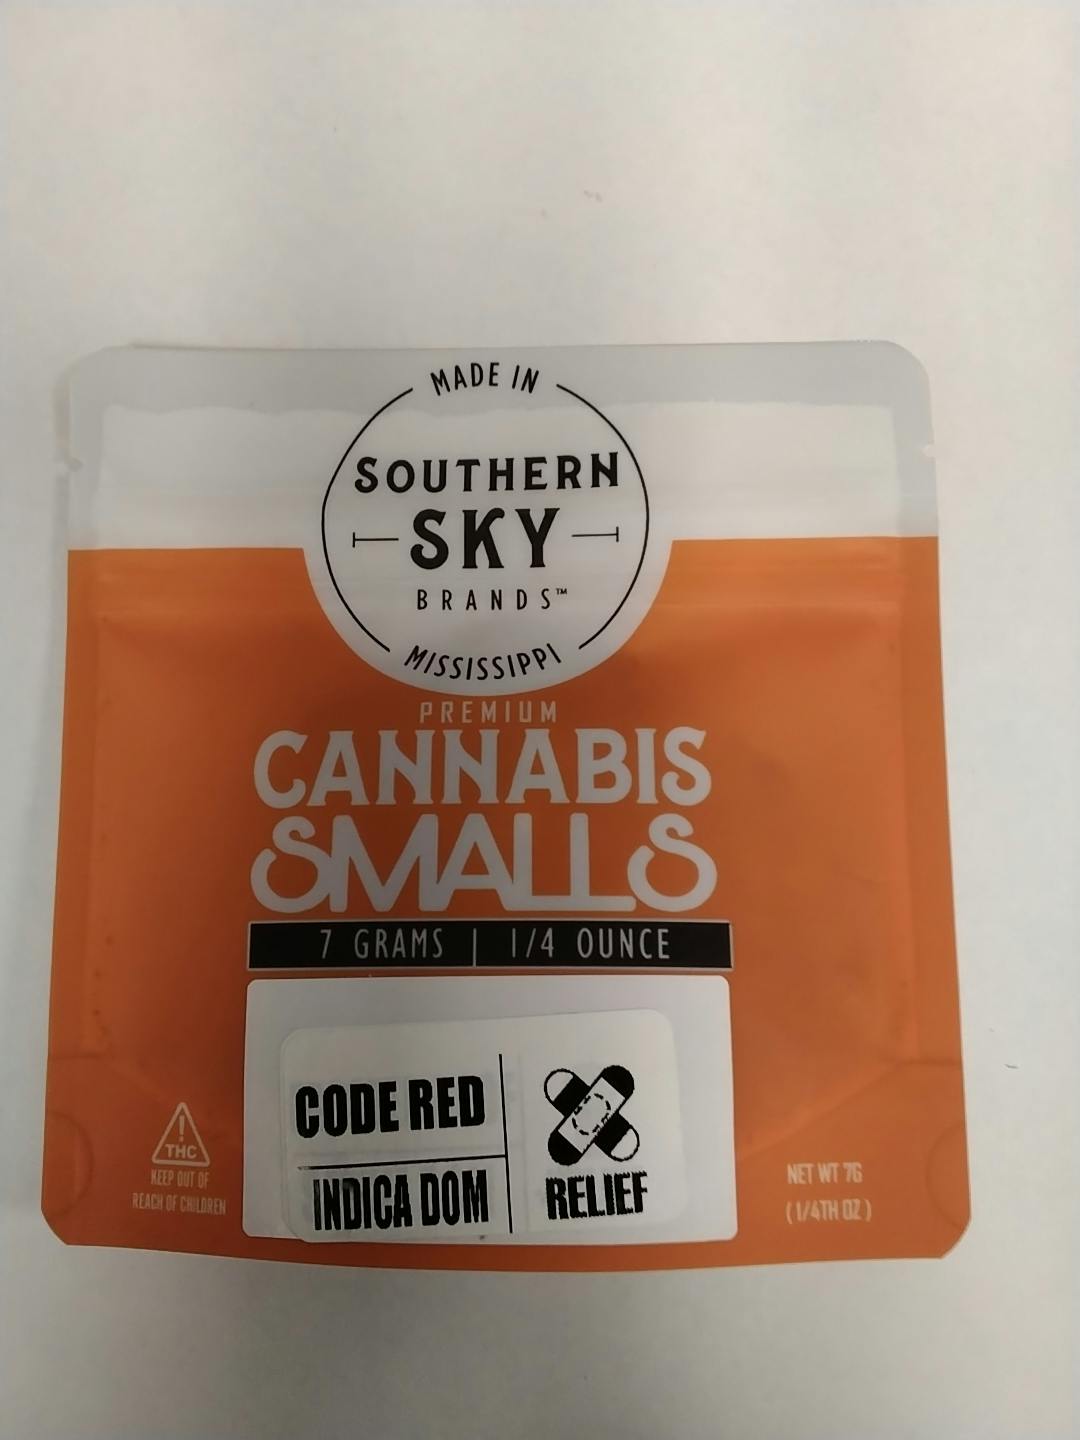 MADE IN
SOUTHERN
SKY
BRANDS™
MISSISSIPPI
PREMIUM
CANNABIS
SMALLS
7 GRAMS | 1/4 OUNCE
CODE RED
INDICA DOM
RELIEF
!
THC
KEEP OUT OF
REACH OF CHILDREN
NET WT 7G
(1/4TH OZ)